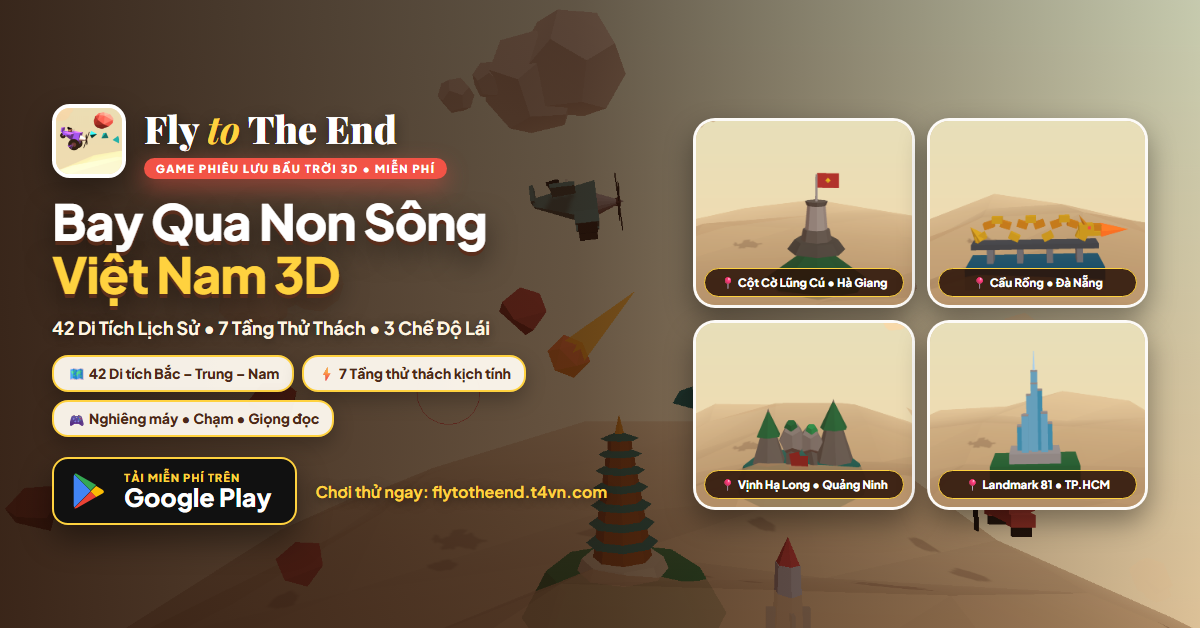 Fly to The End
GAME PHIÊU LƯU BẦU TRỜI 3D • MIỄN PHÍ
Bay Qua Non Sông
Việt Nam 3D
42 Di Tích Lịch Sử • 7 Tầng Thử Thách • 3 Chế Độ Lái
42 Di tích Bắc – Trung – Nam
7 Tầng thử thách kịch tính
Nghiêng máy • Chạm • Giọng đọc
TẢI MIỄN PHÍ TRÊN
Google Play
Chơi thử ngay: flytotheend.t4vn.com
Cột Cờ Lũng Cú • Hà Giang
Cầu Rồng • Đà Nẵng
Vịnh Hạ Long • Quảng Ninh
Landmark 81 • TP.HCM